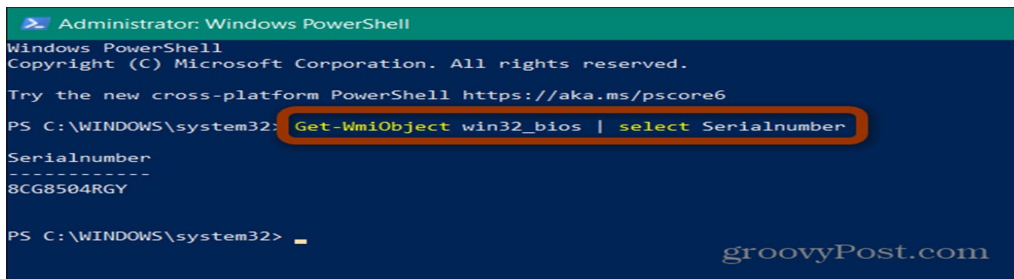 Administrator: Windows PowerShell
Windows PowerShell
Copyright (C) Microsoft Corporation. All rights reserved.
Try the new cross-platform PowerShell https://aka.ms/pscore6
PS C:\WINDOWS\system32> Get-WmiObject win32_bios | select Serialnumber
Serialnumber
------------
8CG8504RGY
PS C:\WINDOWS\system32>
groovyPost.com